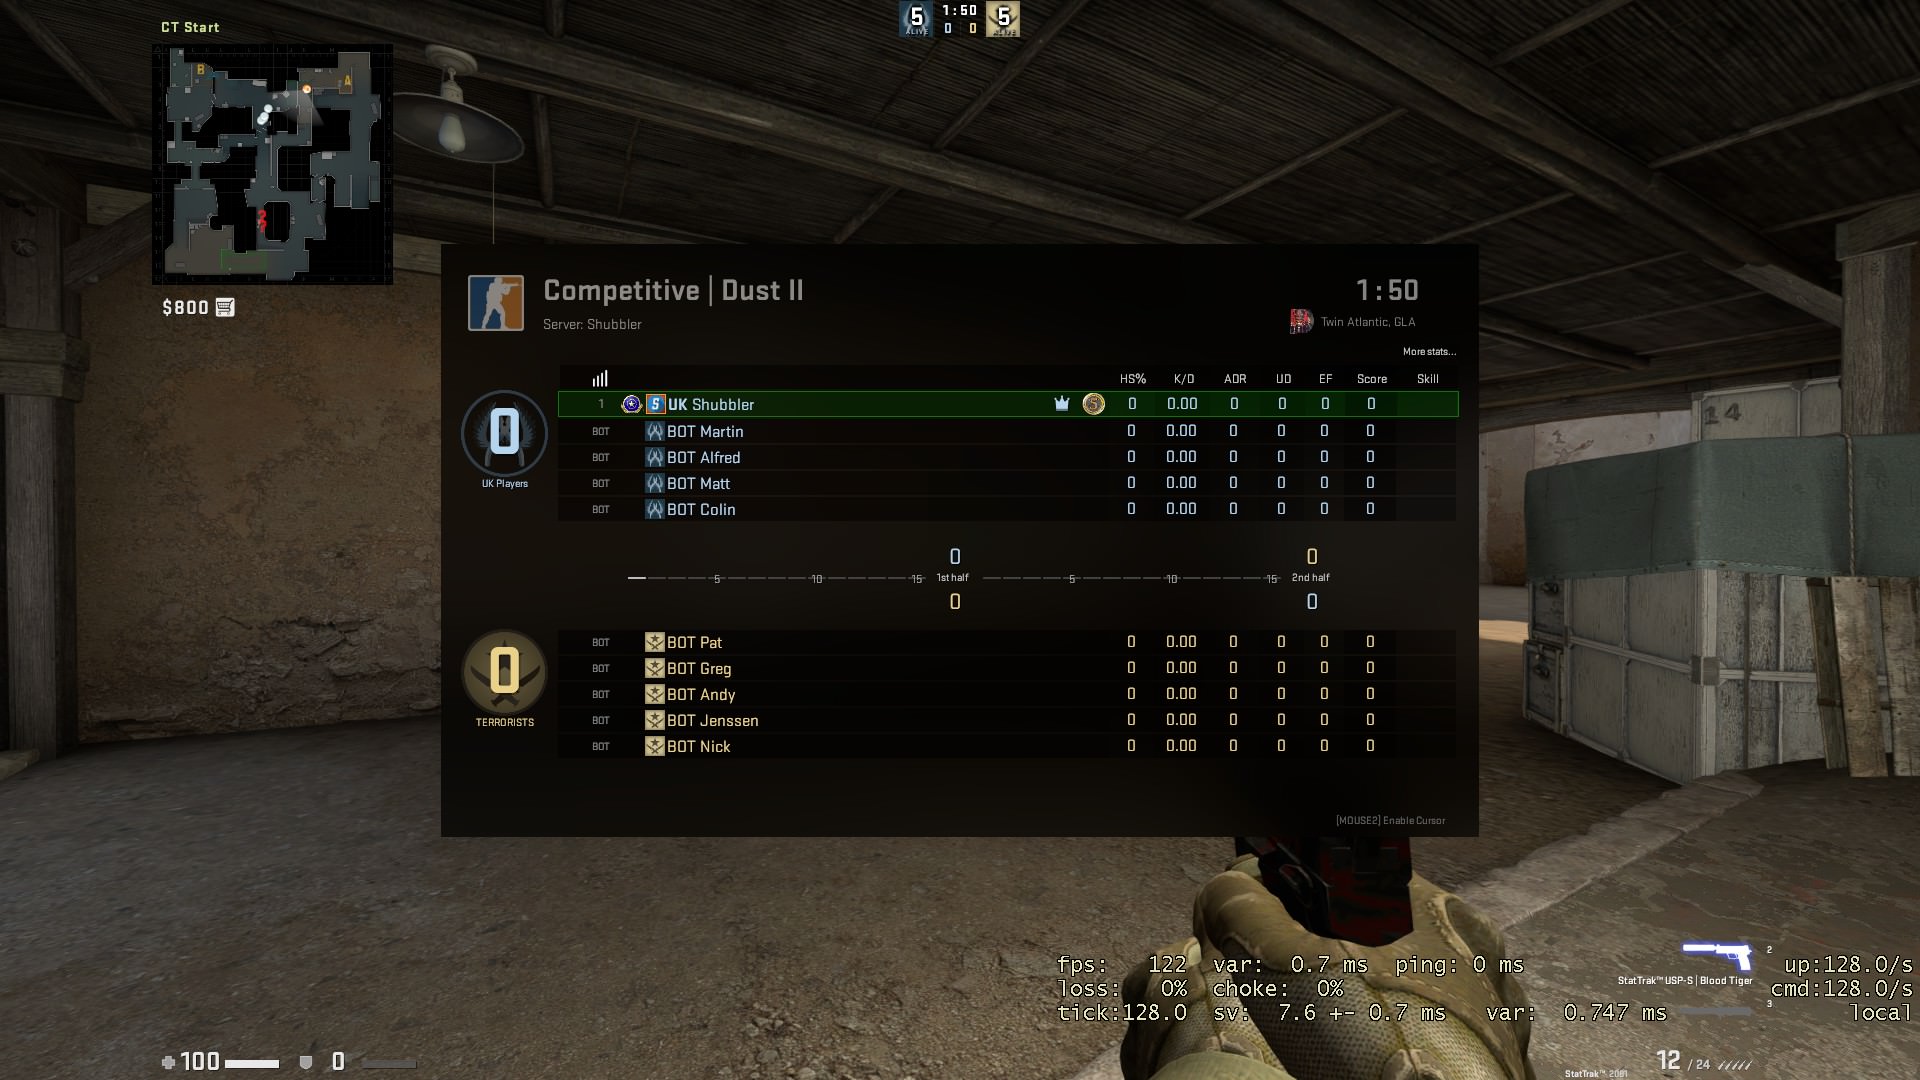 CT Start
5 1:50 5
ALIVE 0 0 ALIVE
B A
$800
Competitive | Dust II 1:50
Server: Shubbler Twin Atlantic, GLA
More stats...
HS% K/D ADR UD EF Score Skill
1 UK Shubbler 5 0 0.00 0 0 0 0
BOT BOT Martin 0 0.00 0 0 0 0
BOT BOT Alfred 0 0.00 0 0 0 0
BOT BOT Matt 0 0.00 0 0 0 0
BOT BOT Colin 0 0.00 0 0 0 0
0
UK Players
0 0
5 10 15 1st half 5 10 15 2nd half
0 0
BOT BOT Pat 0 0.00 0 0 0 0
BOT BOT Greg 0 0.00 0 0 0 0
BOT BOT Andy 0 0.00 0 0 0 0
BOT BOT Jenssen 0 0.00 0 0 0 0
BOT BOT Nick 0 0.00 0 0 0 0
0
TERRORISTS
[MOUSE2] Enable Cursor
14
fps: 122 var: 0.7 ms ping: 0 ms
loss: 0% choke: 0%
tick:128.0 sv: 7.6 +- 0.7 ms var: 0.747 ms
2
StatTrak™ USP-S | Blood Tiger
3
up:128.0/s
cmd:128.0/s
local
100 0
12 / 24
StatTrak™